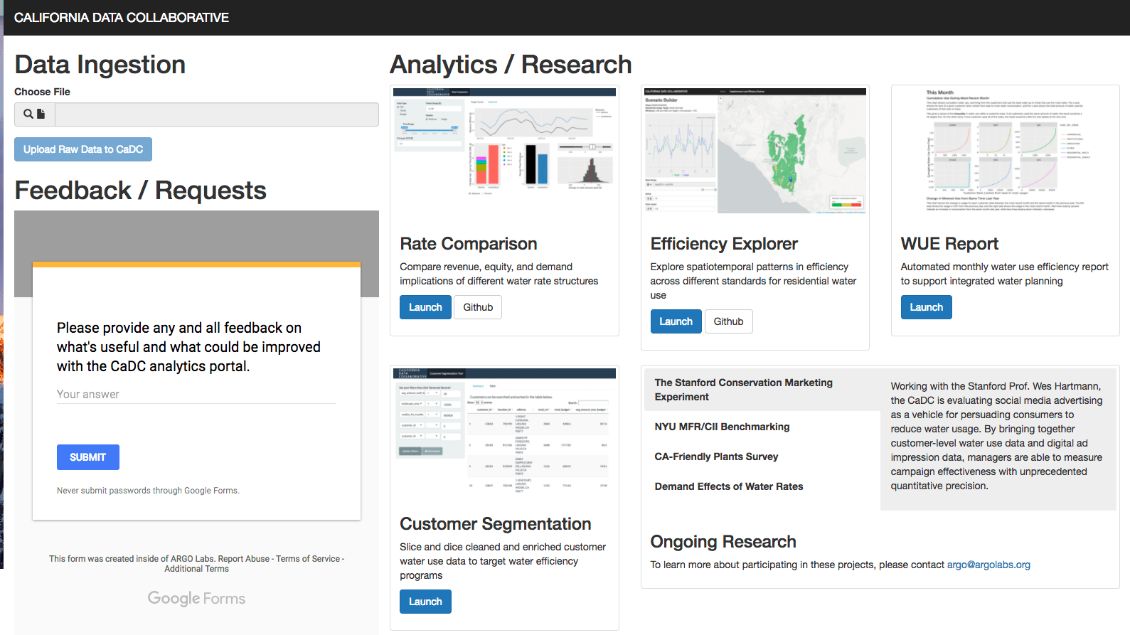 CALIFORNIA DATA COLLABORATIVE
Data Ingestion
Choose File
Upload Raw Data to CaDC
Feedback / Requests
Please provide any and all feedback on
what's useful and what could be improved
with the CaDC analytics portal.
Your answer
SUBMIT
Never submit passwords through Google Forms.
This form was created inside of ARGO Labs. Report Abuse - Terms of Service -
Additional Terms
Google Forms
Analytics / Research
Rate Comparison
Compare revenue, equity, and demand
implications of different water rate structures
Launch
Github
Scenario Builder
Efficiency Explorer
Explore spatiotemporal patterns in efficiency
across different standards for residential water
use
Launch
Github
This Month
WUE Report
Automated monthly water use efficiency report
to support integrated water planning
Launch
CALIFORNIA
DATA
COLLABORATIVE
Customer Segmentation Tool
Customer Segmentation
Slice and dice cleaned and enriched customer
water use data to target water efficiency
programs
Launch
The Stanford Conservation Marketing
Experiment
NYU MFR/CII Benchmarking
CA-Friendly Plants Survey
Demand Effects of Water Rates
Working with the Stanford Prof. Wes Hartmann,
the CaDC is evaluating social media advertising
as a vehicle for persuading consumers to
reduce water usage. By bringing together
customer-level water use data and digital ad
impression data, managers are able to measure
campaign effectiveness with unprecedented
quantitative precision.
Ongoing Research
To learn more about participating in these projects, please contact argo@argolabs.org